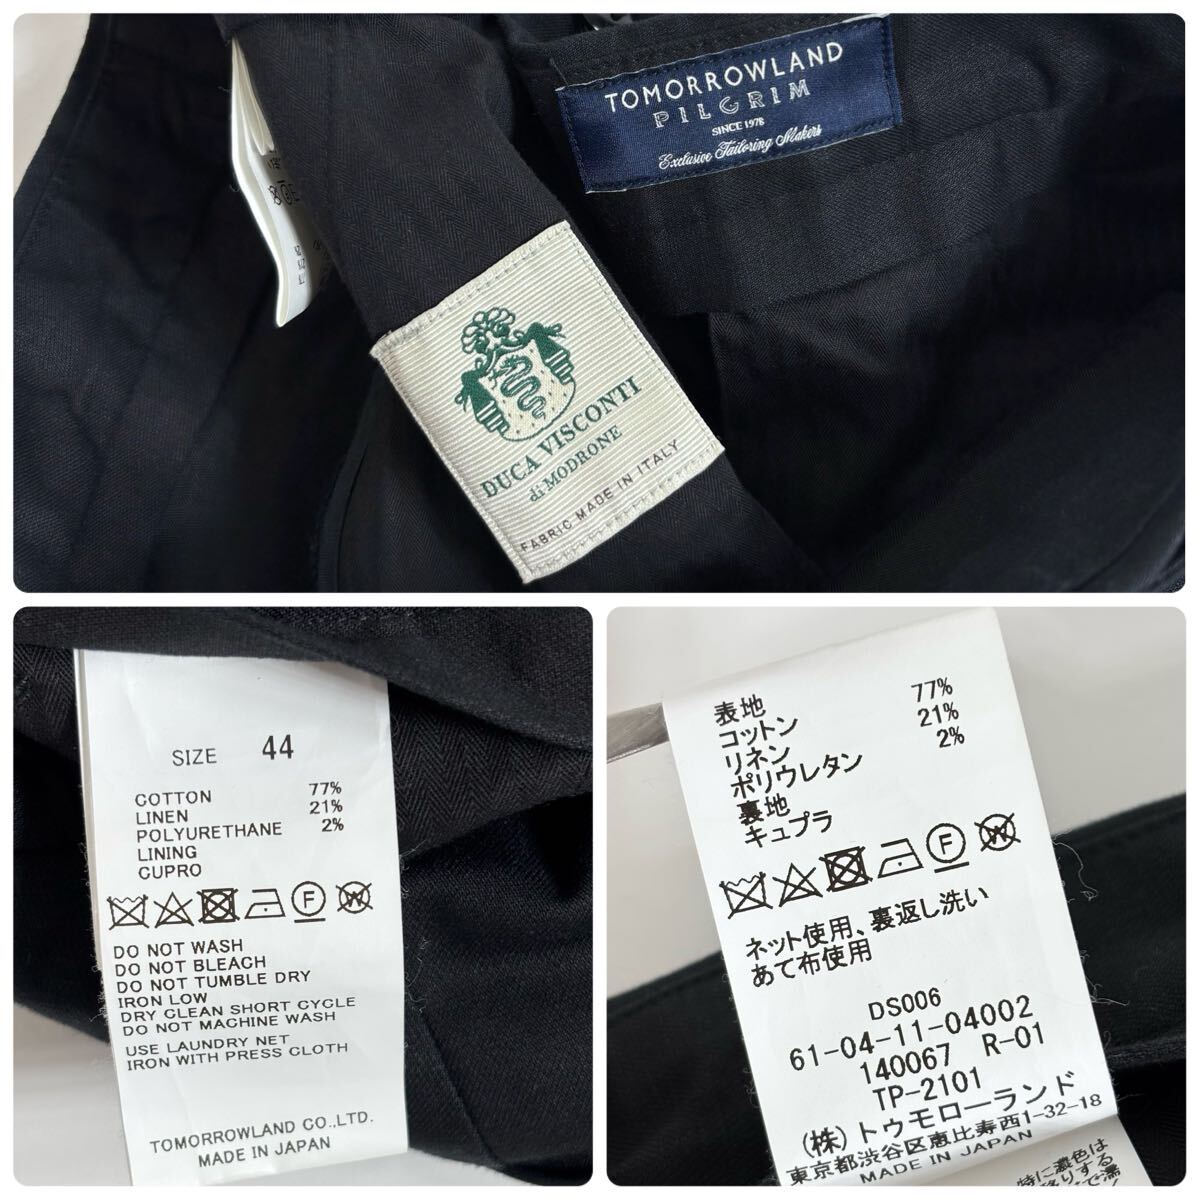 TOMORROWLAND
PILGRIM
SINCE 1978
Exclusive Tailoring Makers
DUCA VISCONTI
di MODRONE
FABRIC MADE IN ITALY
SIZE 44
COTTON 77%
LINEN 21%
POLYURETHANE 2%
LINING
CUPRO
F
W
DO NOT WASH
DO NOT BLEACH
DO NOT TUMBLE DRY
IRON LOW
DRY CLEAN SHORT CYCLE
DO NOT MACHINE WASH
USE LAUNDRY NET
IRON WITH PRESS CLOTH
TOMORROWLAND CO.,LTD.
MADE IN JAPAN
表地
コットン 77%
リネン 21%
ポリウレタン 2%
裏地
キュプラ
F
W
ネット使用、裏返し洗い
あて布使用
DS006
61-04-11-04002
140067 R-01
TP-2101
(株)トゥモローランド
東京都渋谷区恵比寿西1-32-18
MADE IN JAPAN
特に濃色は